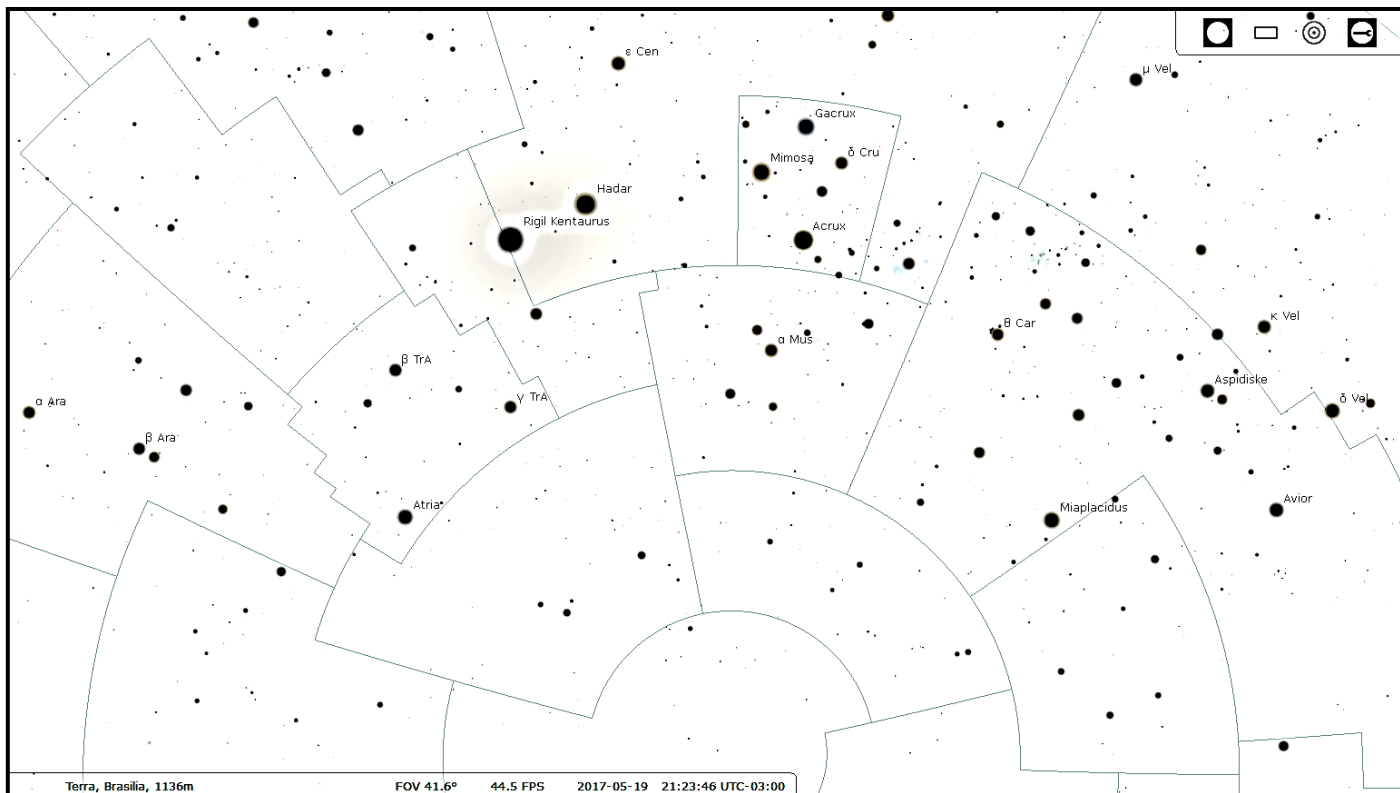 ε Cen
μ Vel
Gacrux
Mimosa
δ Cru
Hadar
Rigil Kentaurus
Acrux
κ Vel
θ Car
α Mus
β TrA
Aspidiske
γ TrA
α Ara
δ Vel
β Ara
Avior
Atria
Miaplacidus
Terra, Brasilia, 1136m FOV 41.6° 44.5 FPS 2017-05-19 21:23:46 UTC-03:00